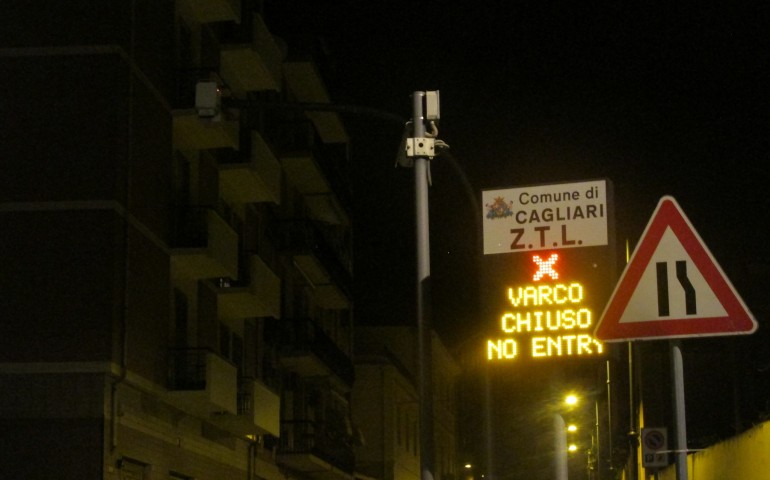 Comune di
CAGLIARI
Z.T.L.
VARCO
CHIUSO
NO ENTRY